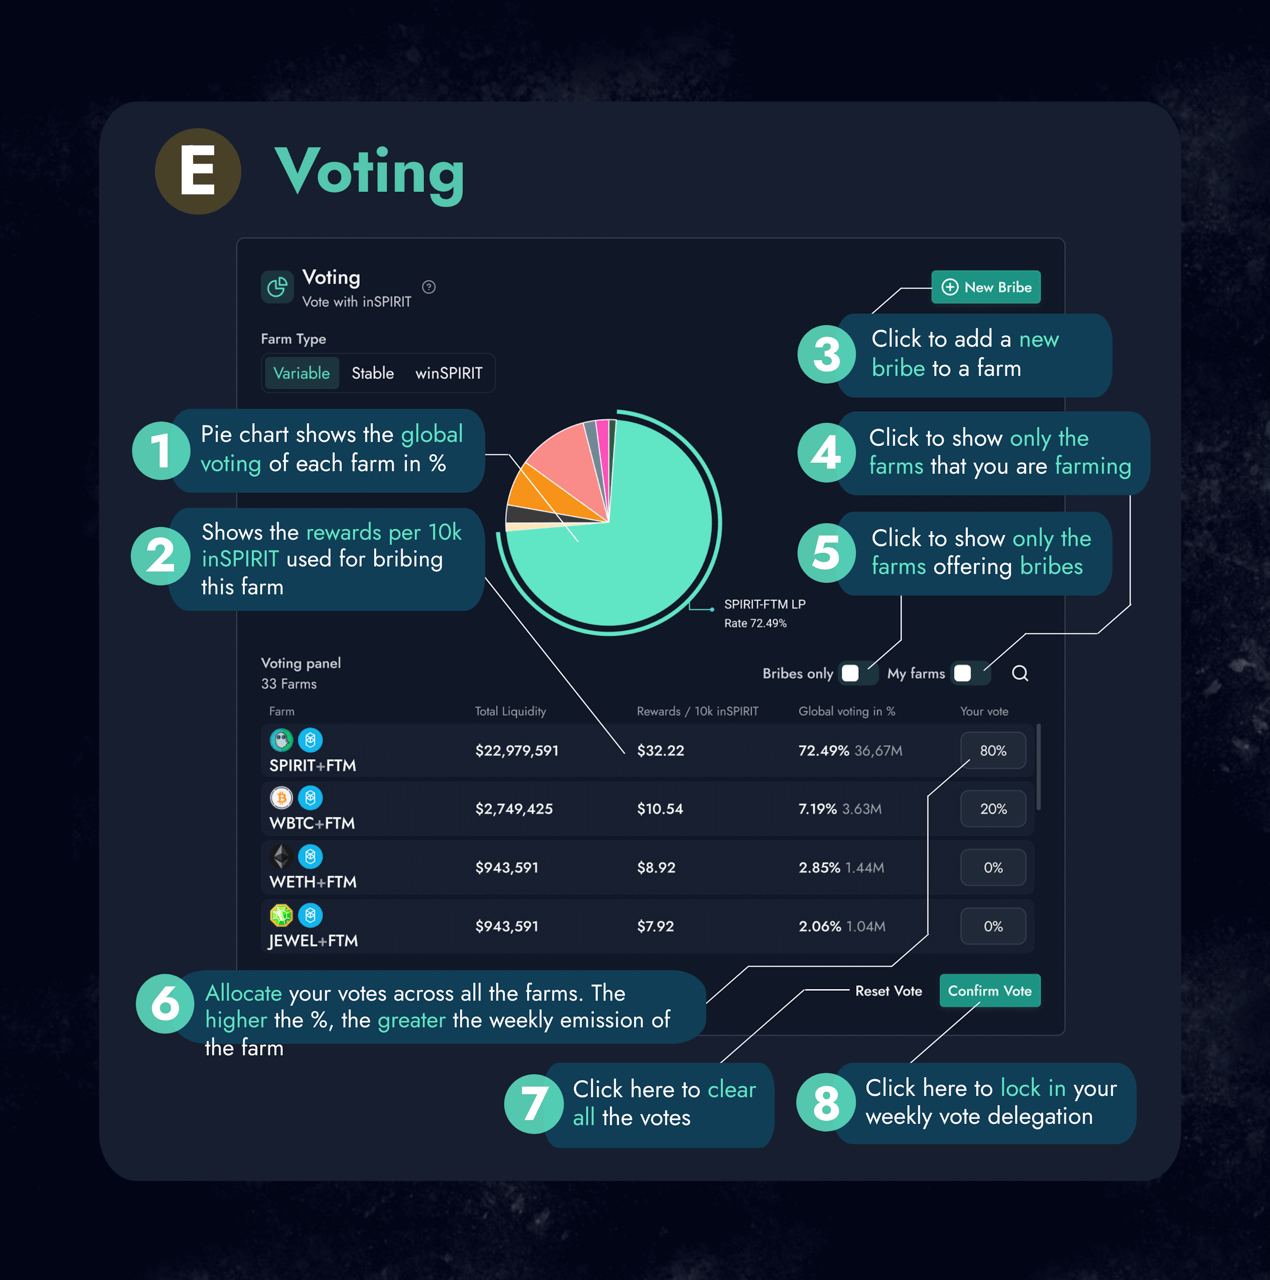 E
Voting
Voting
Vote with inSPIRIT
?
New Bribe
Farm Type
Variable Stable winSPIRIT
3
Click to add a new
bribe to a farm
1
Pie chart shows the global
voting of each farm in %
4
Click to show only the
farms that you are farming
2
Shows the rewards per 10k
inSPIRIT used for bribing
this farm
5
Click to show only the
farms offering bribes
SPIRIT-FTM LP
Rate 72.49%
Voting panel
33 Farms
Bribes only
My farms
Farm Total Liquidity Rewards / 10k inSPIRIT Global voting in % Your vote
SPIRIT+FTM $22,979,591 $32.22 72.49% 36,67M 80%
WBTC+FTM $2,749,425 $10.54 7.19% 3.63M 20%
WETH+FTM $943,591 $8.92 2.85% 1.44M 0%
JEWEL+FTM $943,591 $7.92 2.06% 1.04M 0%
6
Allocate your votes across all the farms. The
higher the %, the greater the weekly emission of
the farm
Reset Vote
Confirm Vote
7
Click here to clear
all the votes
8
Click here to lock in your
weekly vote delegation